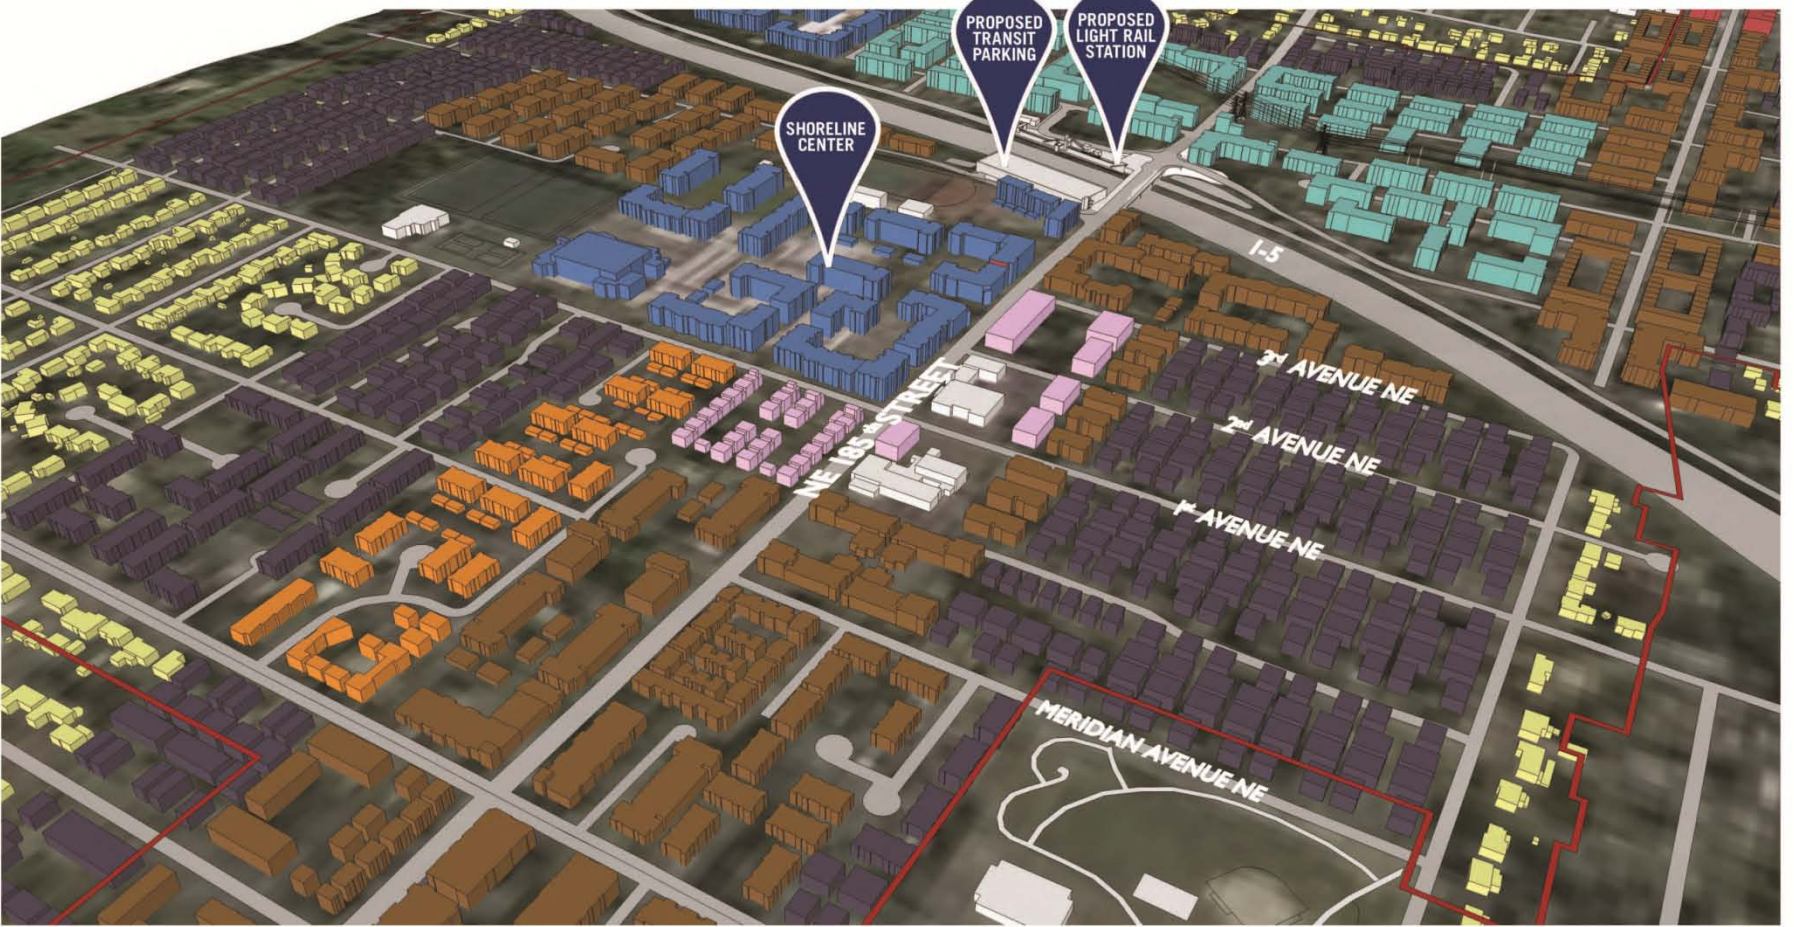 PROPOSED
TRANSIT
PARKING
PROPOSED
LIGHT RAIL
STATION
SHORELINE
CENTER
I-5
NE 185th STREET
3rd AVENUE NE
2nd AVENUE NE
1st AVENUE NE
MERIDIAN AVENUE NE